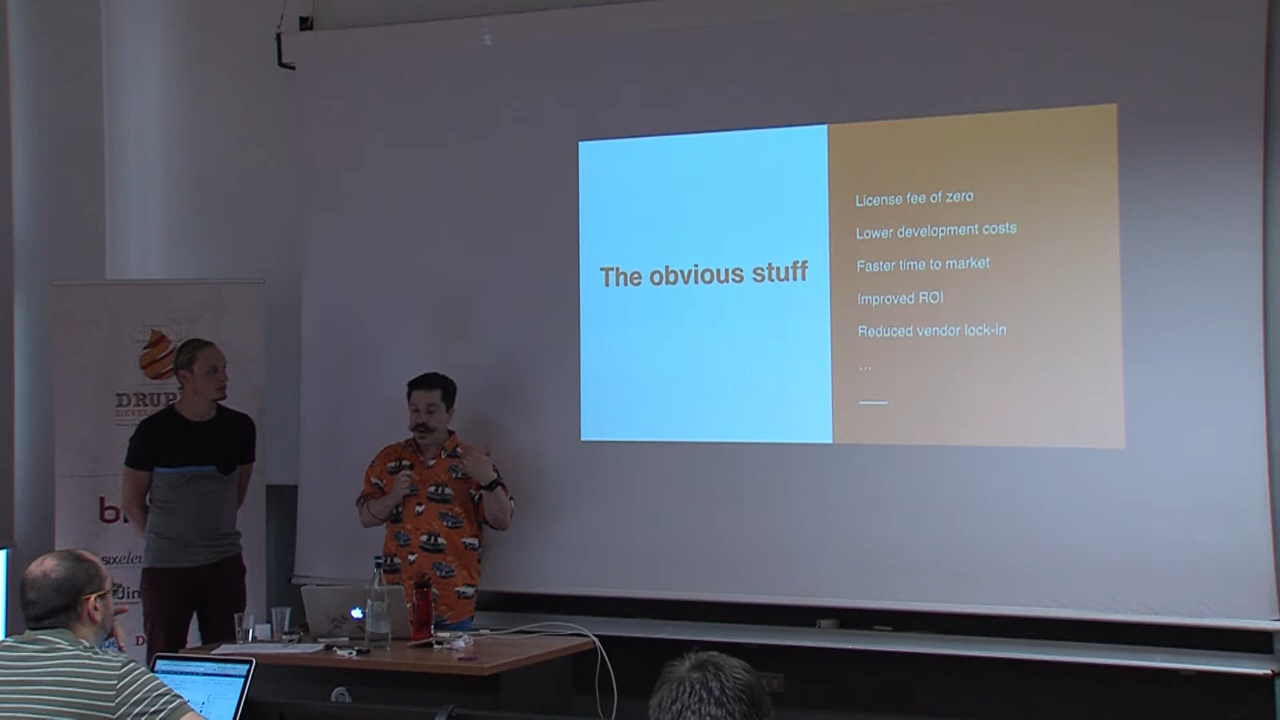 The obvious stuff
License fee of zero
Lower development costs
Faster time to market
Improved ROI
Reduced vendor lock-in
...
DRUP
DEVEL
b
sixelev
D